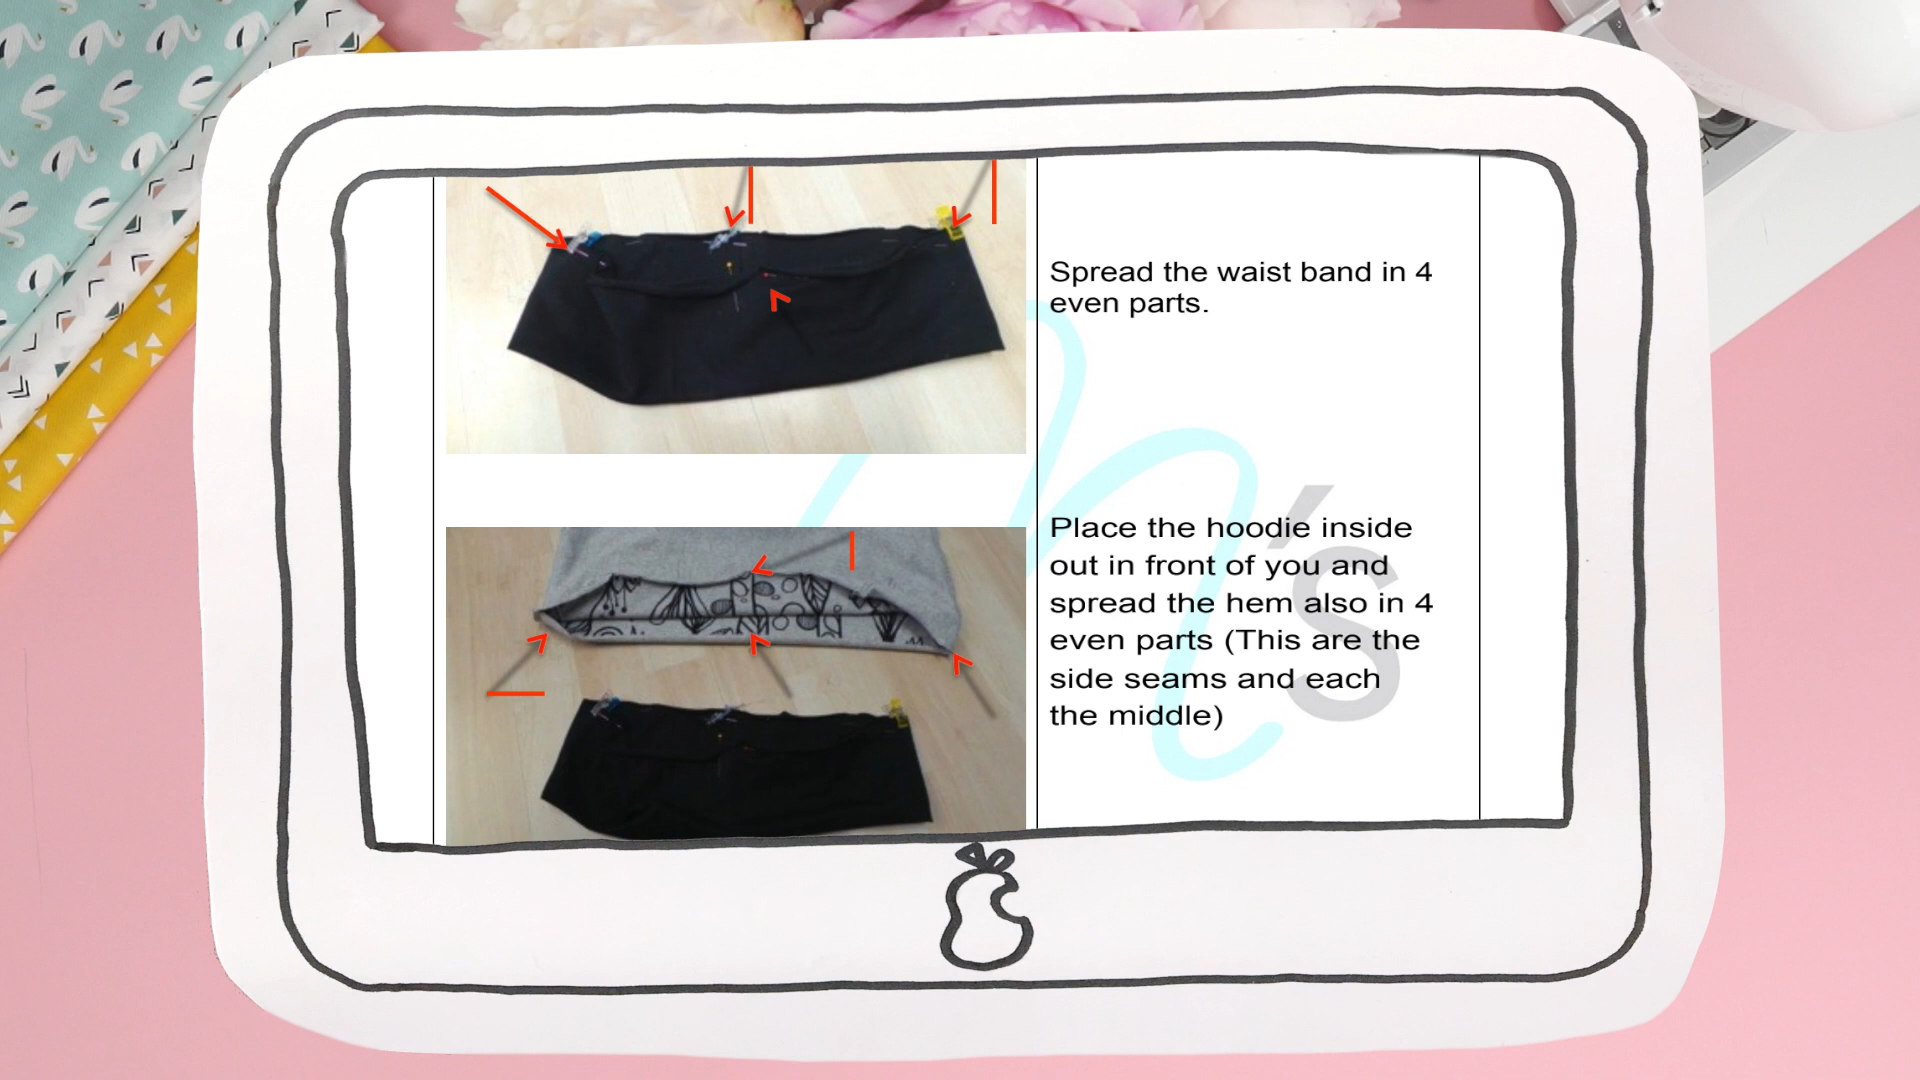 Spread the waist band in 4
even parts.
Place the hoodie inside
out in front of you and
spread the hem also in 4
even parts (This are the
side seams and each
the middle)
n's